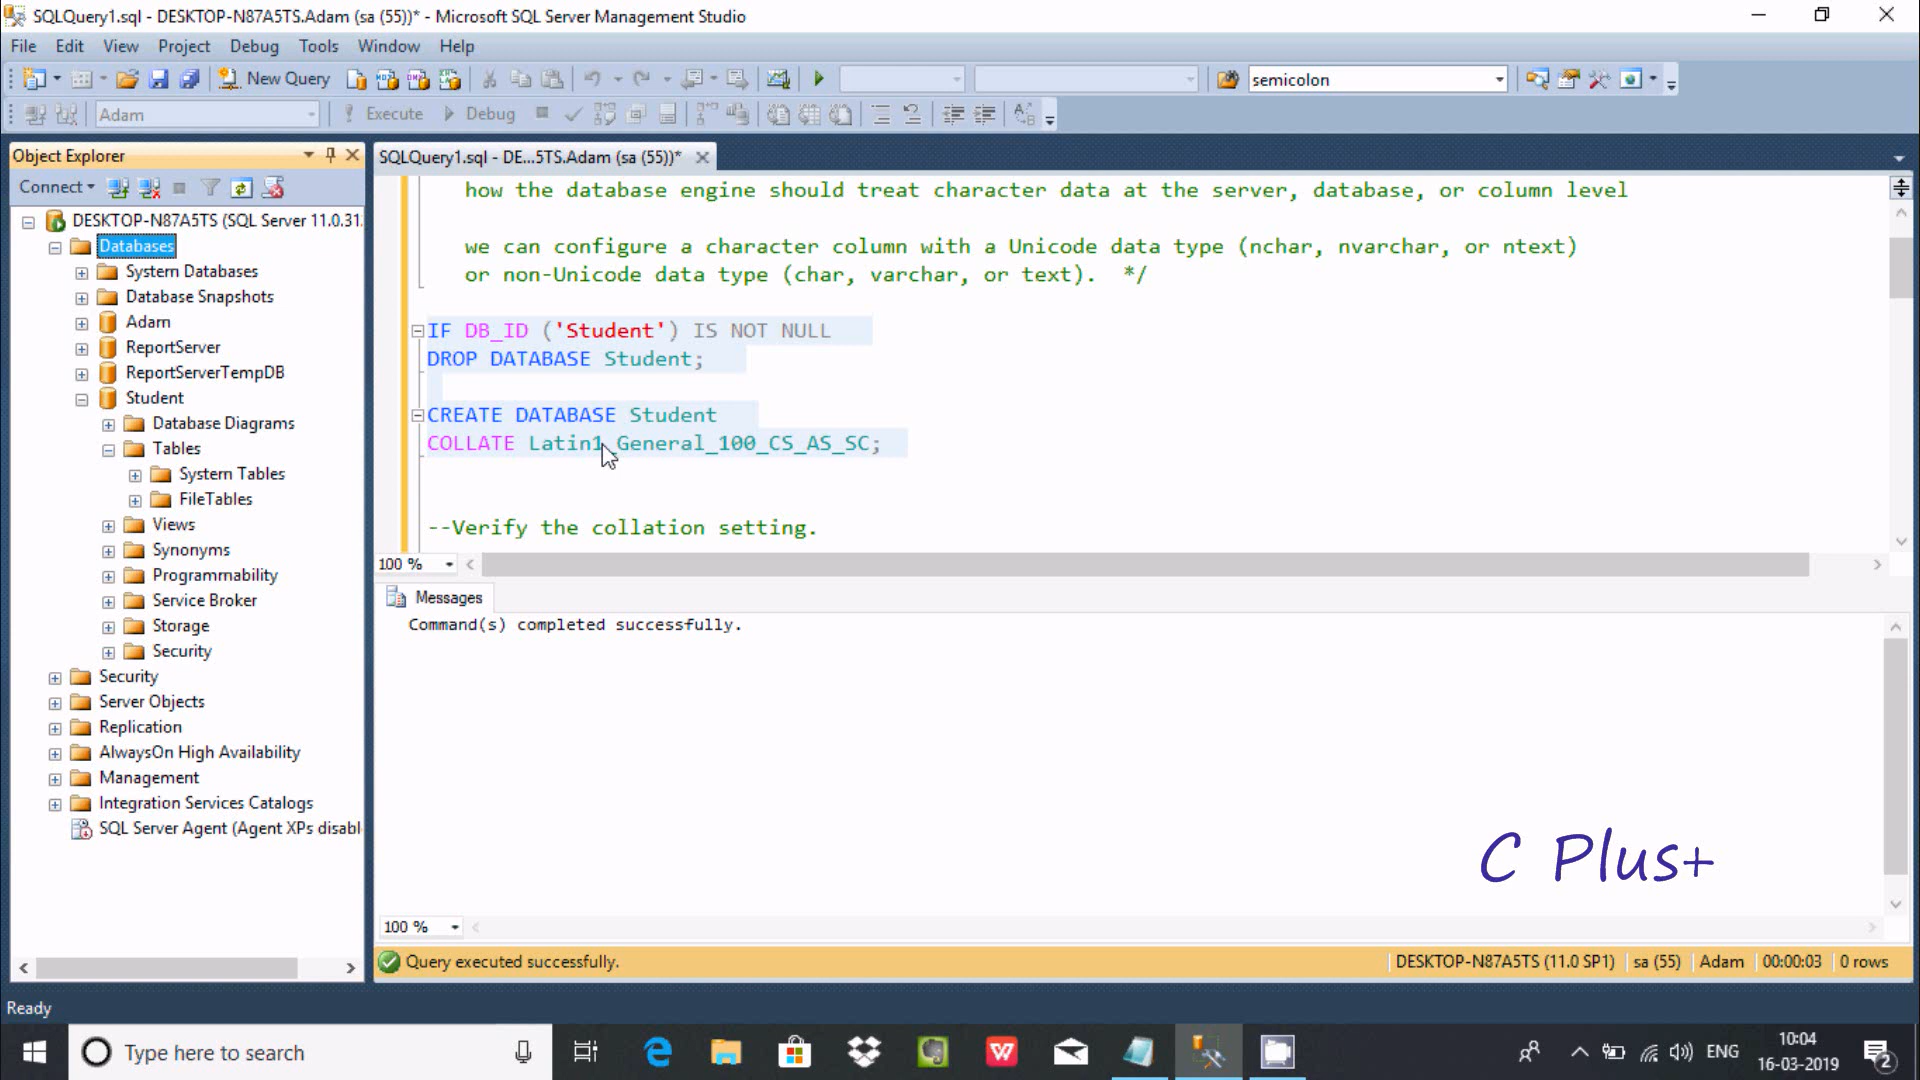 SQLQuery1.sql - DESKTOP-N87A5TS.Adam (sa (55))* - Microsoft SQL Server Management Studio
File Edit View Project Debug Tools Window Help
New Query
semicolon
Adam
Execute
Debug
Object Explorer
Connect
DESKTOP-N87A5TS (SQL Server 11.0.31
Databases
System Databases
Database Snapshots
Adam
ReportServer
ReportServerTempDB
Student
Database Diagrams
Tables
System Tables
FileTables
Views
Synonyms
Programmability
Service Broker
Storage
Security
Security
Server Objects
Replication
AlwaysOn High Availability
Management
Integration Services Catalogs
SQL Server Agent (Agent XPs disabl
SQLQuery1.sql - DE...5TS.Adam (sa (55))*
how the database engine should treat character data at the server, database, or column level
we can configure a character column with a Unicode data type (nchar, nvarchar, or ntext)
or non-Unicode data type (char, varchar, or text). */
IF DB_ID ('Student') IS NOT NULL
DROP DATABASE Student;
CREATE DATABASE Student
COLLATE Latin1_General_100_CS_AS_SC;
--Verify the collation setting.
100 %
Messages
Command(s) completed successfully.
C Plus+
100 %
Query executed successfully.
DESKTOP-N87A5TS (11.0 SP1) sa (55) Adam 00:00:03 0 rows
Ready
Type here to search
ENG
10:04
16-03-2019
2